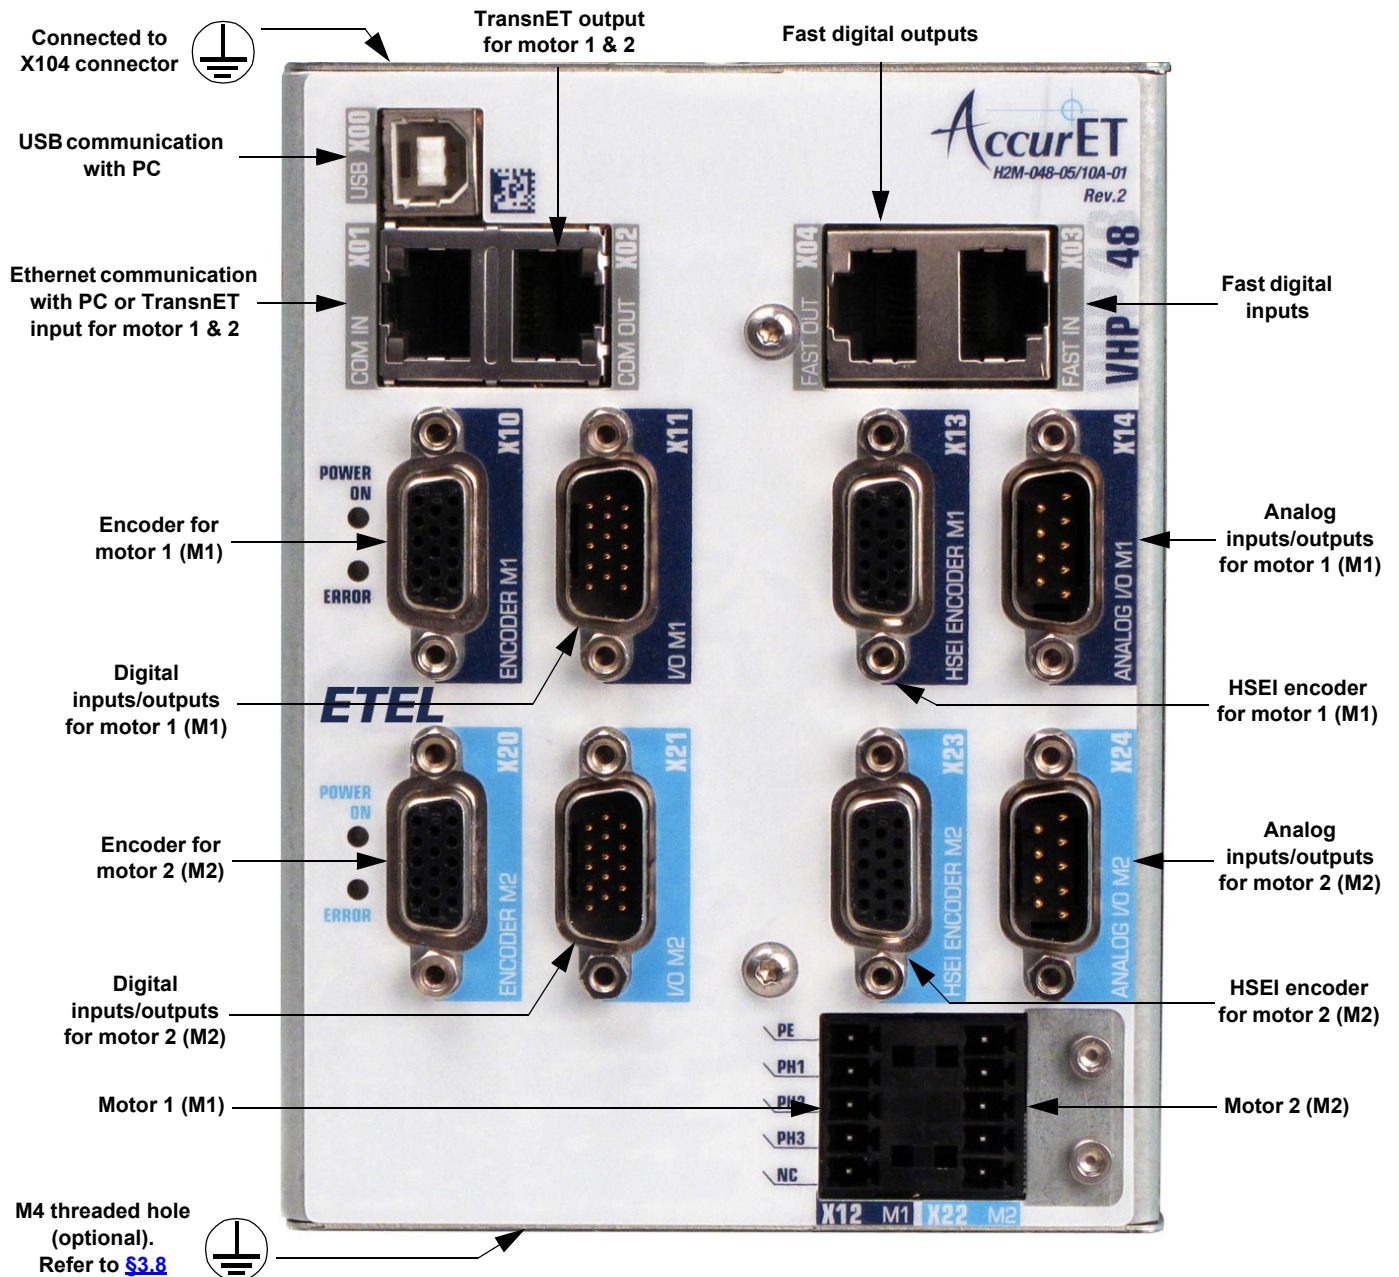 Connected to
X104 connector
TransnET output
for motor 1 & 2
Fast digital outputs
USB communication
with PC
Ethernet communication
with PC or TransnET
input for motor 1 & 2
Fast digital
inputs
Encoder for
motor 1 (M1)
Digital
inputs/outputs
for motor 1 (M1)
Analog
inputs/outputs
for motor 1 (M1)
HSEI encoder
for motor 1 (M1)
Encoder for
motor 2 (M2)
Digital
inputs/outputs
for motor 2 (M2)
Analog
inputs/outputs
for motor 2 (M2)
HSEI encoder
for motor 2 (M2)
Motor 1 (M1)
Motor 2 (M2)
M4 threaded hole
(optional).
Refer to §3.8
USB X00
COM IN X01
COM OUT X02
FAST OUT X04
FAST IN X03
AccurET
H2M-048-05/10A-01
Rev.2
VHP 48
POWER
ON
ERROR
ENCODER M1 X10
I/O M1 X11
HSEI ENCODER M1 X13
ANALOG I/O M1 X14
ETEL
POWER
ON
ERROR
ENCODER M2 X20
I/O M2 X21
HSEI ENCODER M2 X23
ANALOG I/O M2 X24
PE
PH1
PH2
PH3
NC
X12 M1 X22 M2